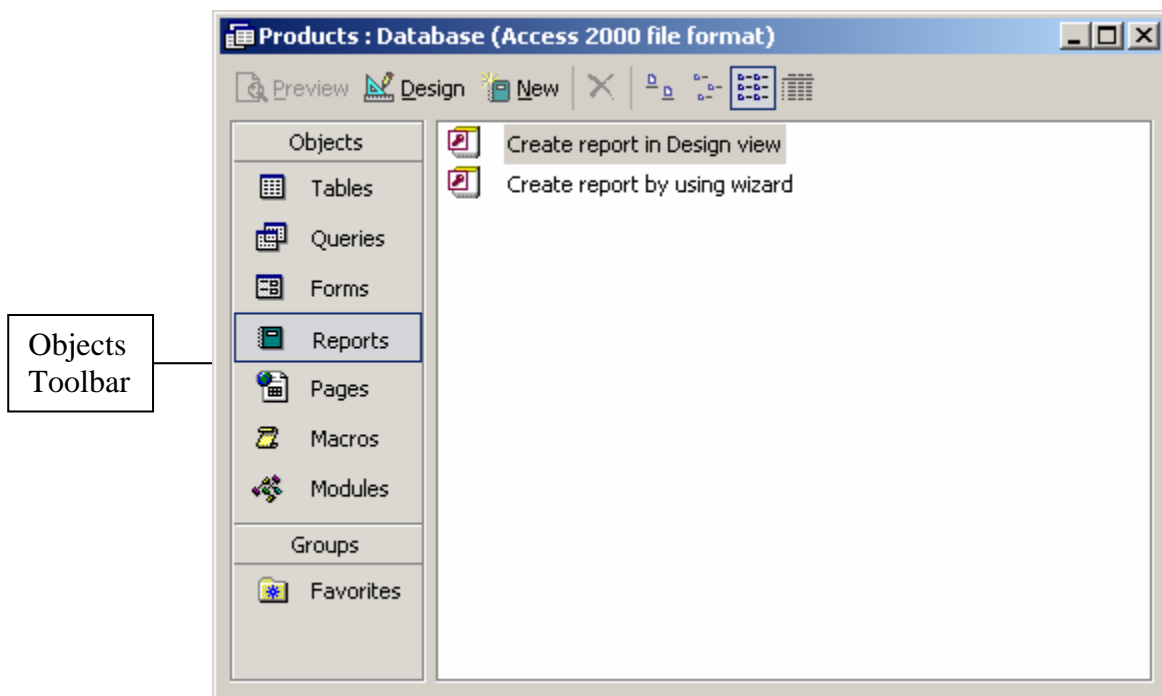 Products : Database (Access 2000 file format)
Preview Design New
Objects
Tables
Queries
Forms
Reports
Pages
Macros
Modules
Groups
Favorites
Create report in Design view
Create report by using wizard
Objects
Toolbar